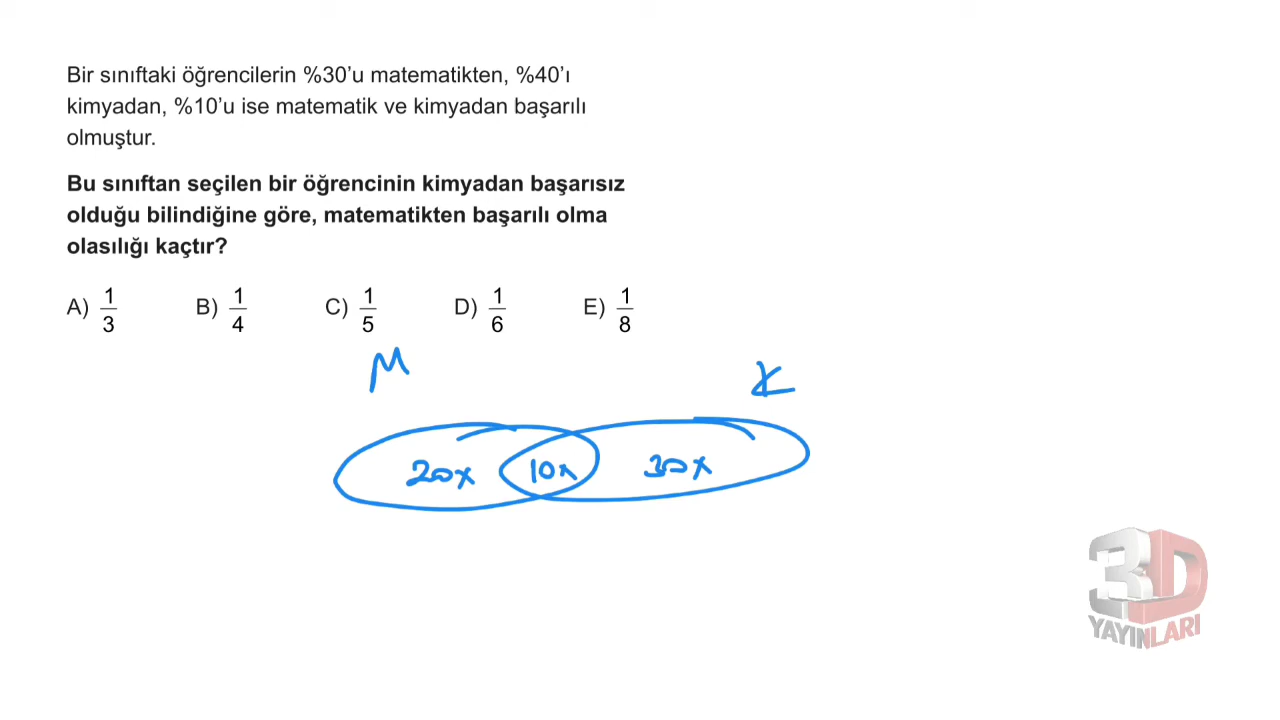 Bir sınıftaki öğrencilerin %30’u matematikten, %40’ı
kimyadan, %10’u ise matematik ve kimyadan başarılı
olmuştur.
Bu sınıftan seçilen bir öğrencinin kimyadan başarısız
olduğu bilindiğine göre, matematikten başarılı olma
olasılığı kaçtır?
A) 1/3 B) 1/4 C) 1/5 D) 1/6 E) 1/8
M K
20x 10x 30x
3D
YAYINLARI